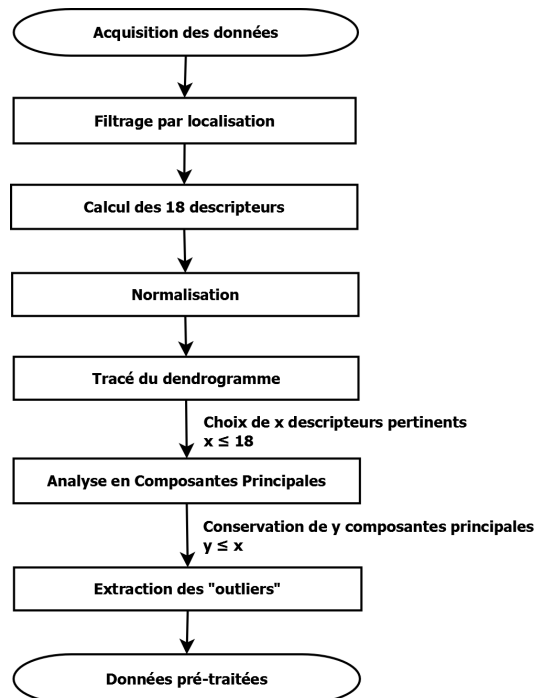 Acquisition des données
Filtrage par localisation
Calcul des 18 descripteurs
Normalisation
Tracé du dendrogramme
Choix de x descripteurs pertinents
x ≤ 18
Analyse en Composantes Principales
Conservation de y composantes principales
y ≤ x
Extraction des "outliers"
Données pré-traitées